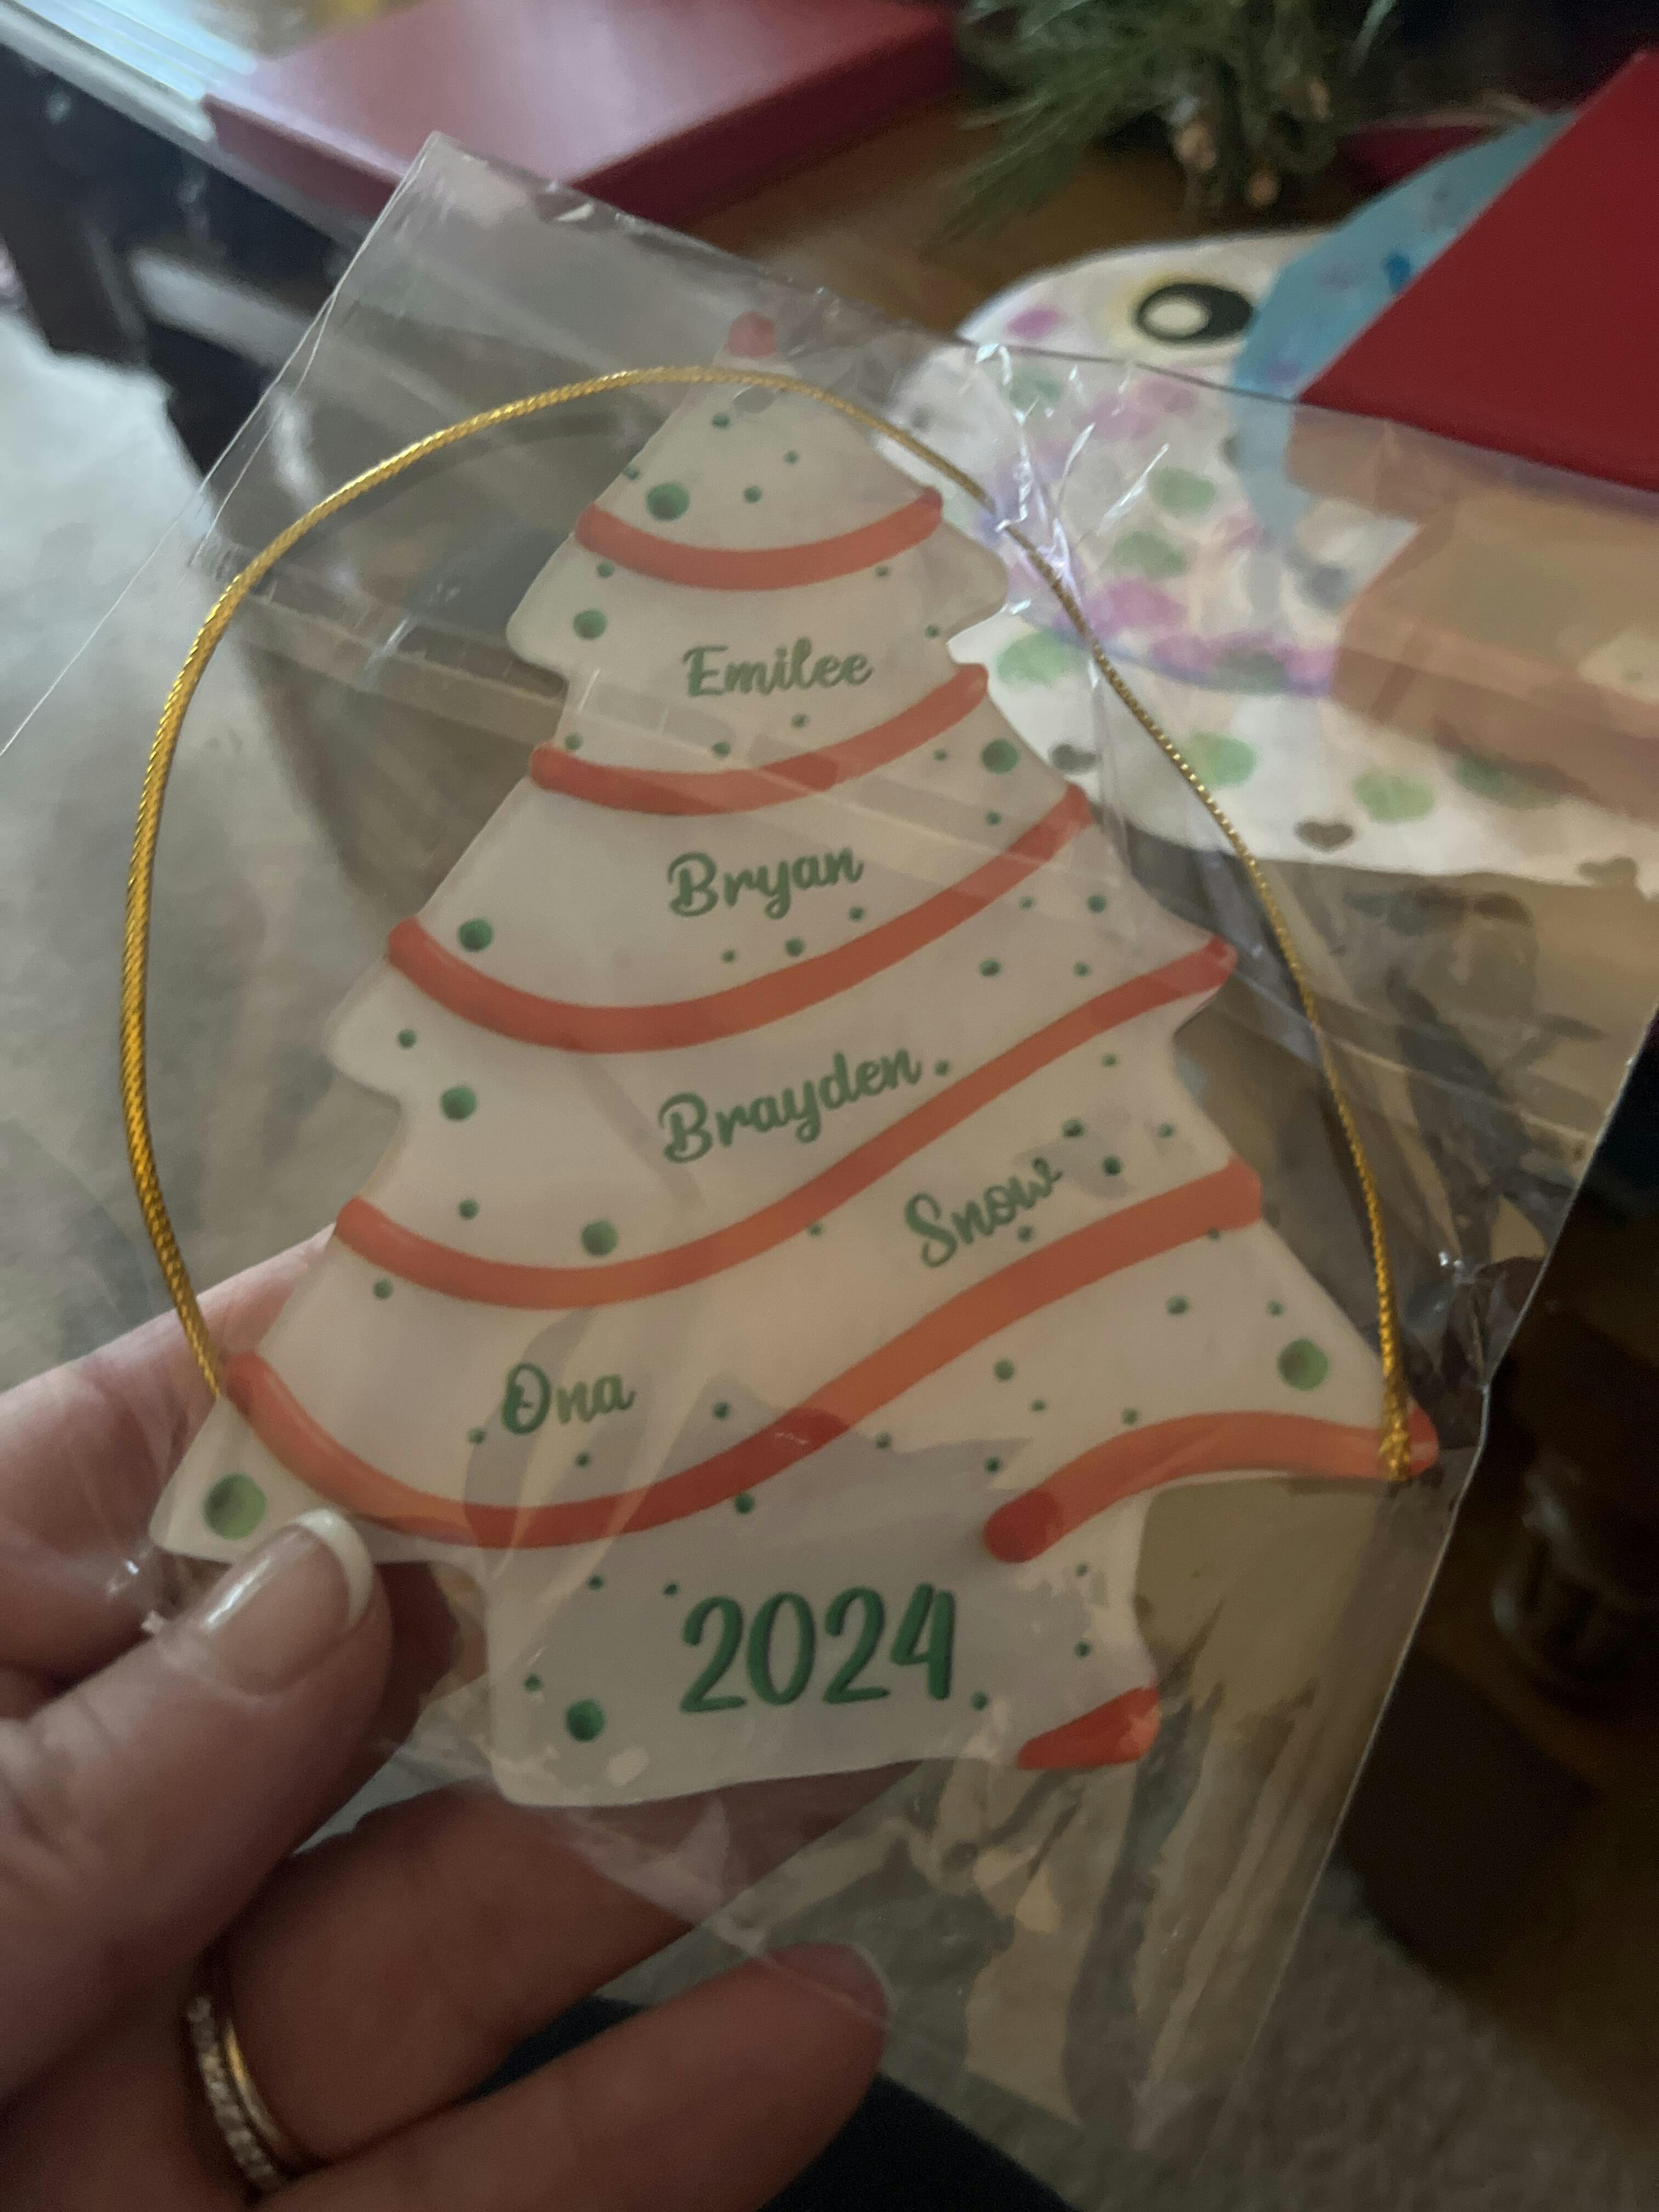 Emilee
Bryan
Brayden
Snow
Ona
2024